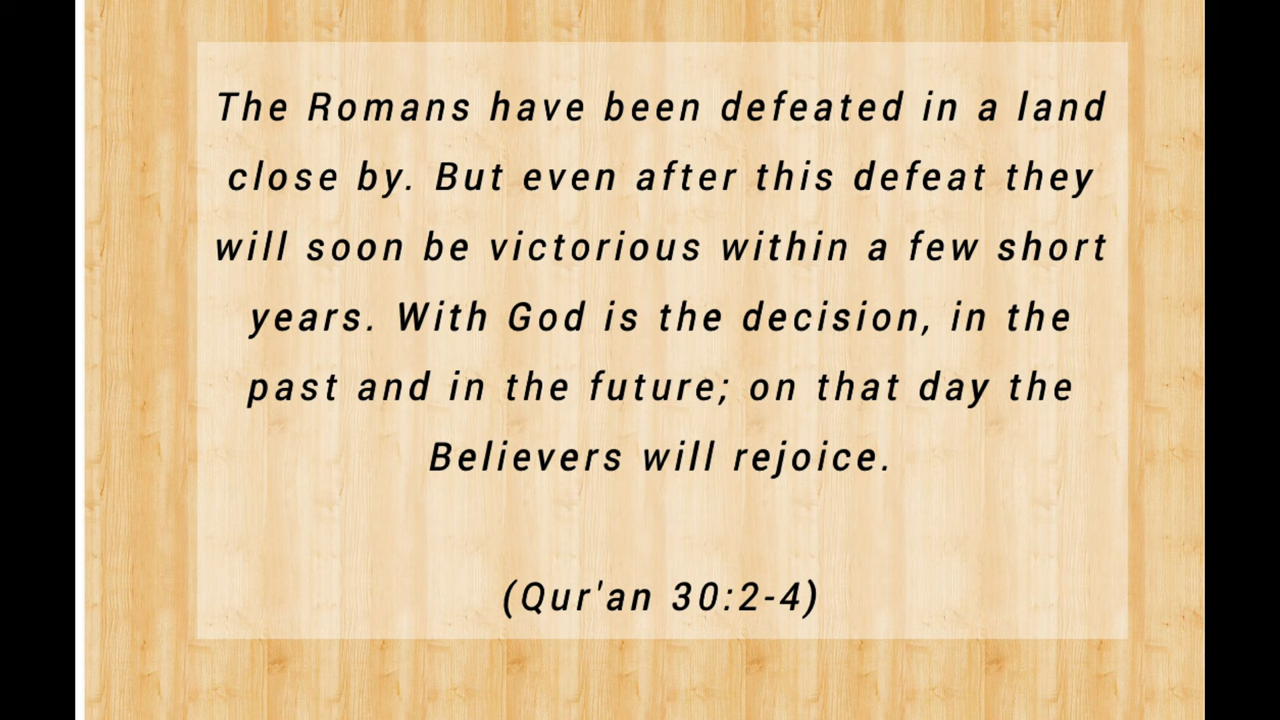 The Romans have been defeated in a land
close by. But even after this defeat they
will soon be victorious within a few short
years. With God is the decision, in the
past and in the future; on that day the
Believers will rejoice.
(Qur'an 30:2-4)